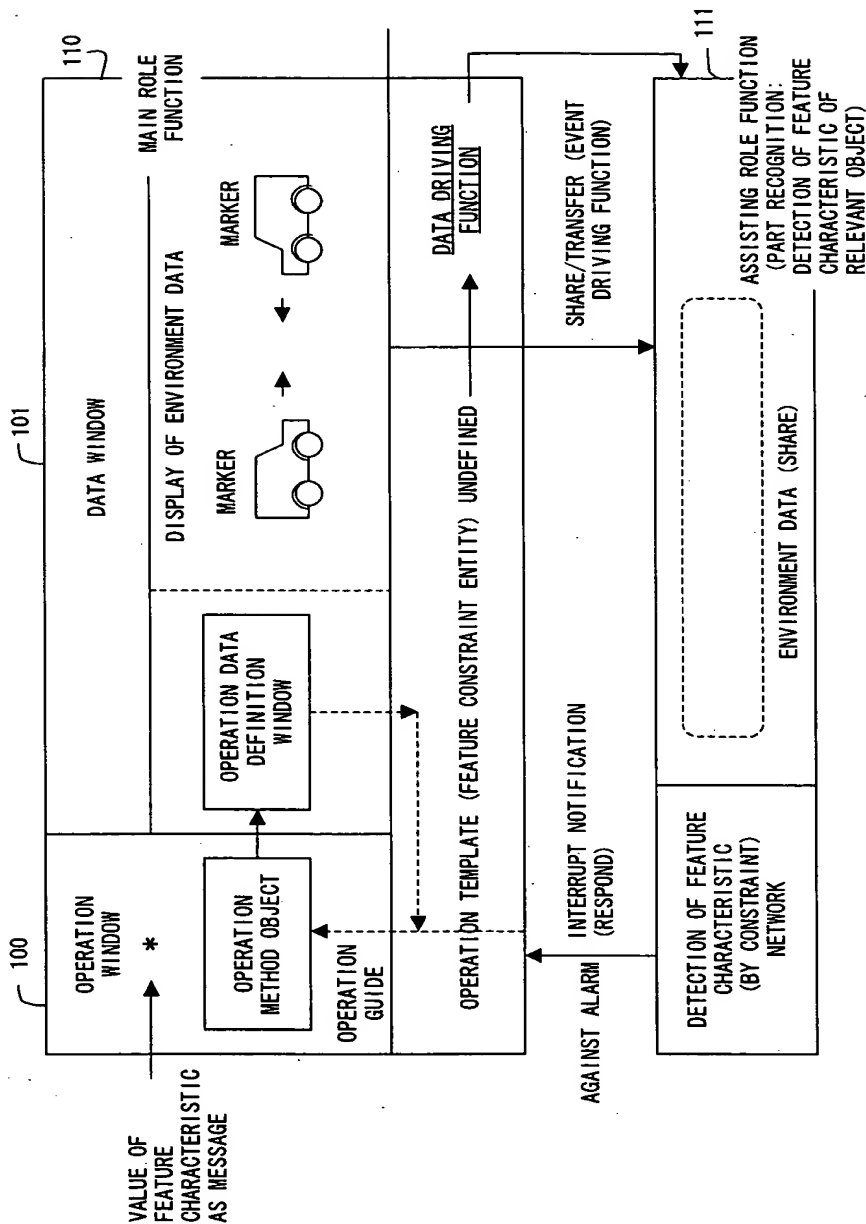 100
101
110
OPERATION
WINDOW
*
DATA WINDOW
MAIN ROLE
FUNCTION
VALUE OF
FEATURE
CHARACTERISTIC
AS MESSAGE
OPERATION
METHOD OBJECT
OPERATION
GUIDE
OPERATION DATA
DEFINITION
WINDOW
DISPLAY OF ENVIRONMENT DATA
MARKER
MARKER
OPERATION TEMPLATE (FEATURE CONSTRAINT ENTITY) UNDEFINED
DATA DRIVING
FUNCTION
AGAINST ALARM
INTERRUPT NOTIFICATION
(RESPOND)
SHARE/TRANSFER (EVENT
DRIVING FUNCTION)
111
DETECTION OF FEATURE
CHARACTERISTIC
(BY CONSTRAINT)
NETWORK
ENVIRONMENT DATA (SHARE)
ASSISTING ROLE FUNCTION
(PART RECOGNITION:
DETECTION OF FEATURE
CHARACTERISTIC OF
RELEVANT OBJECT)